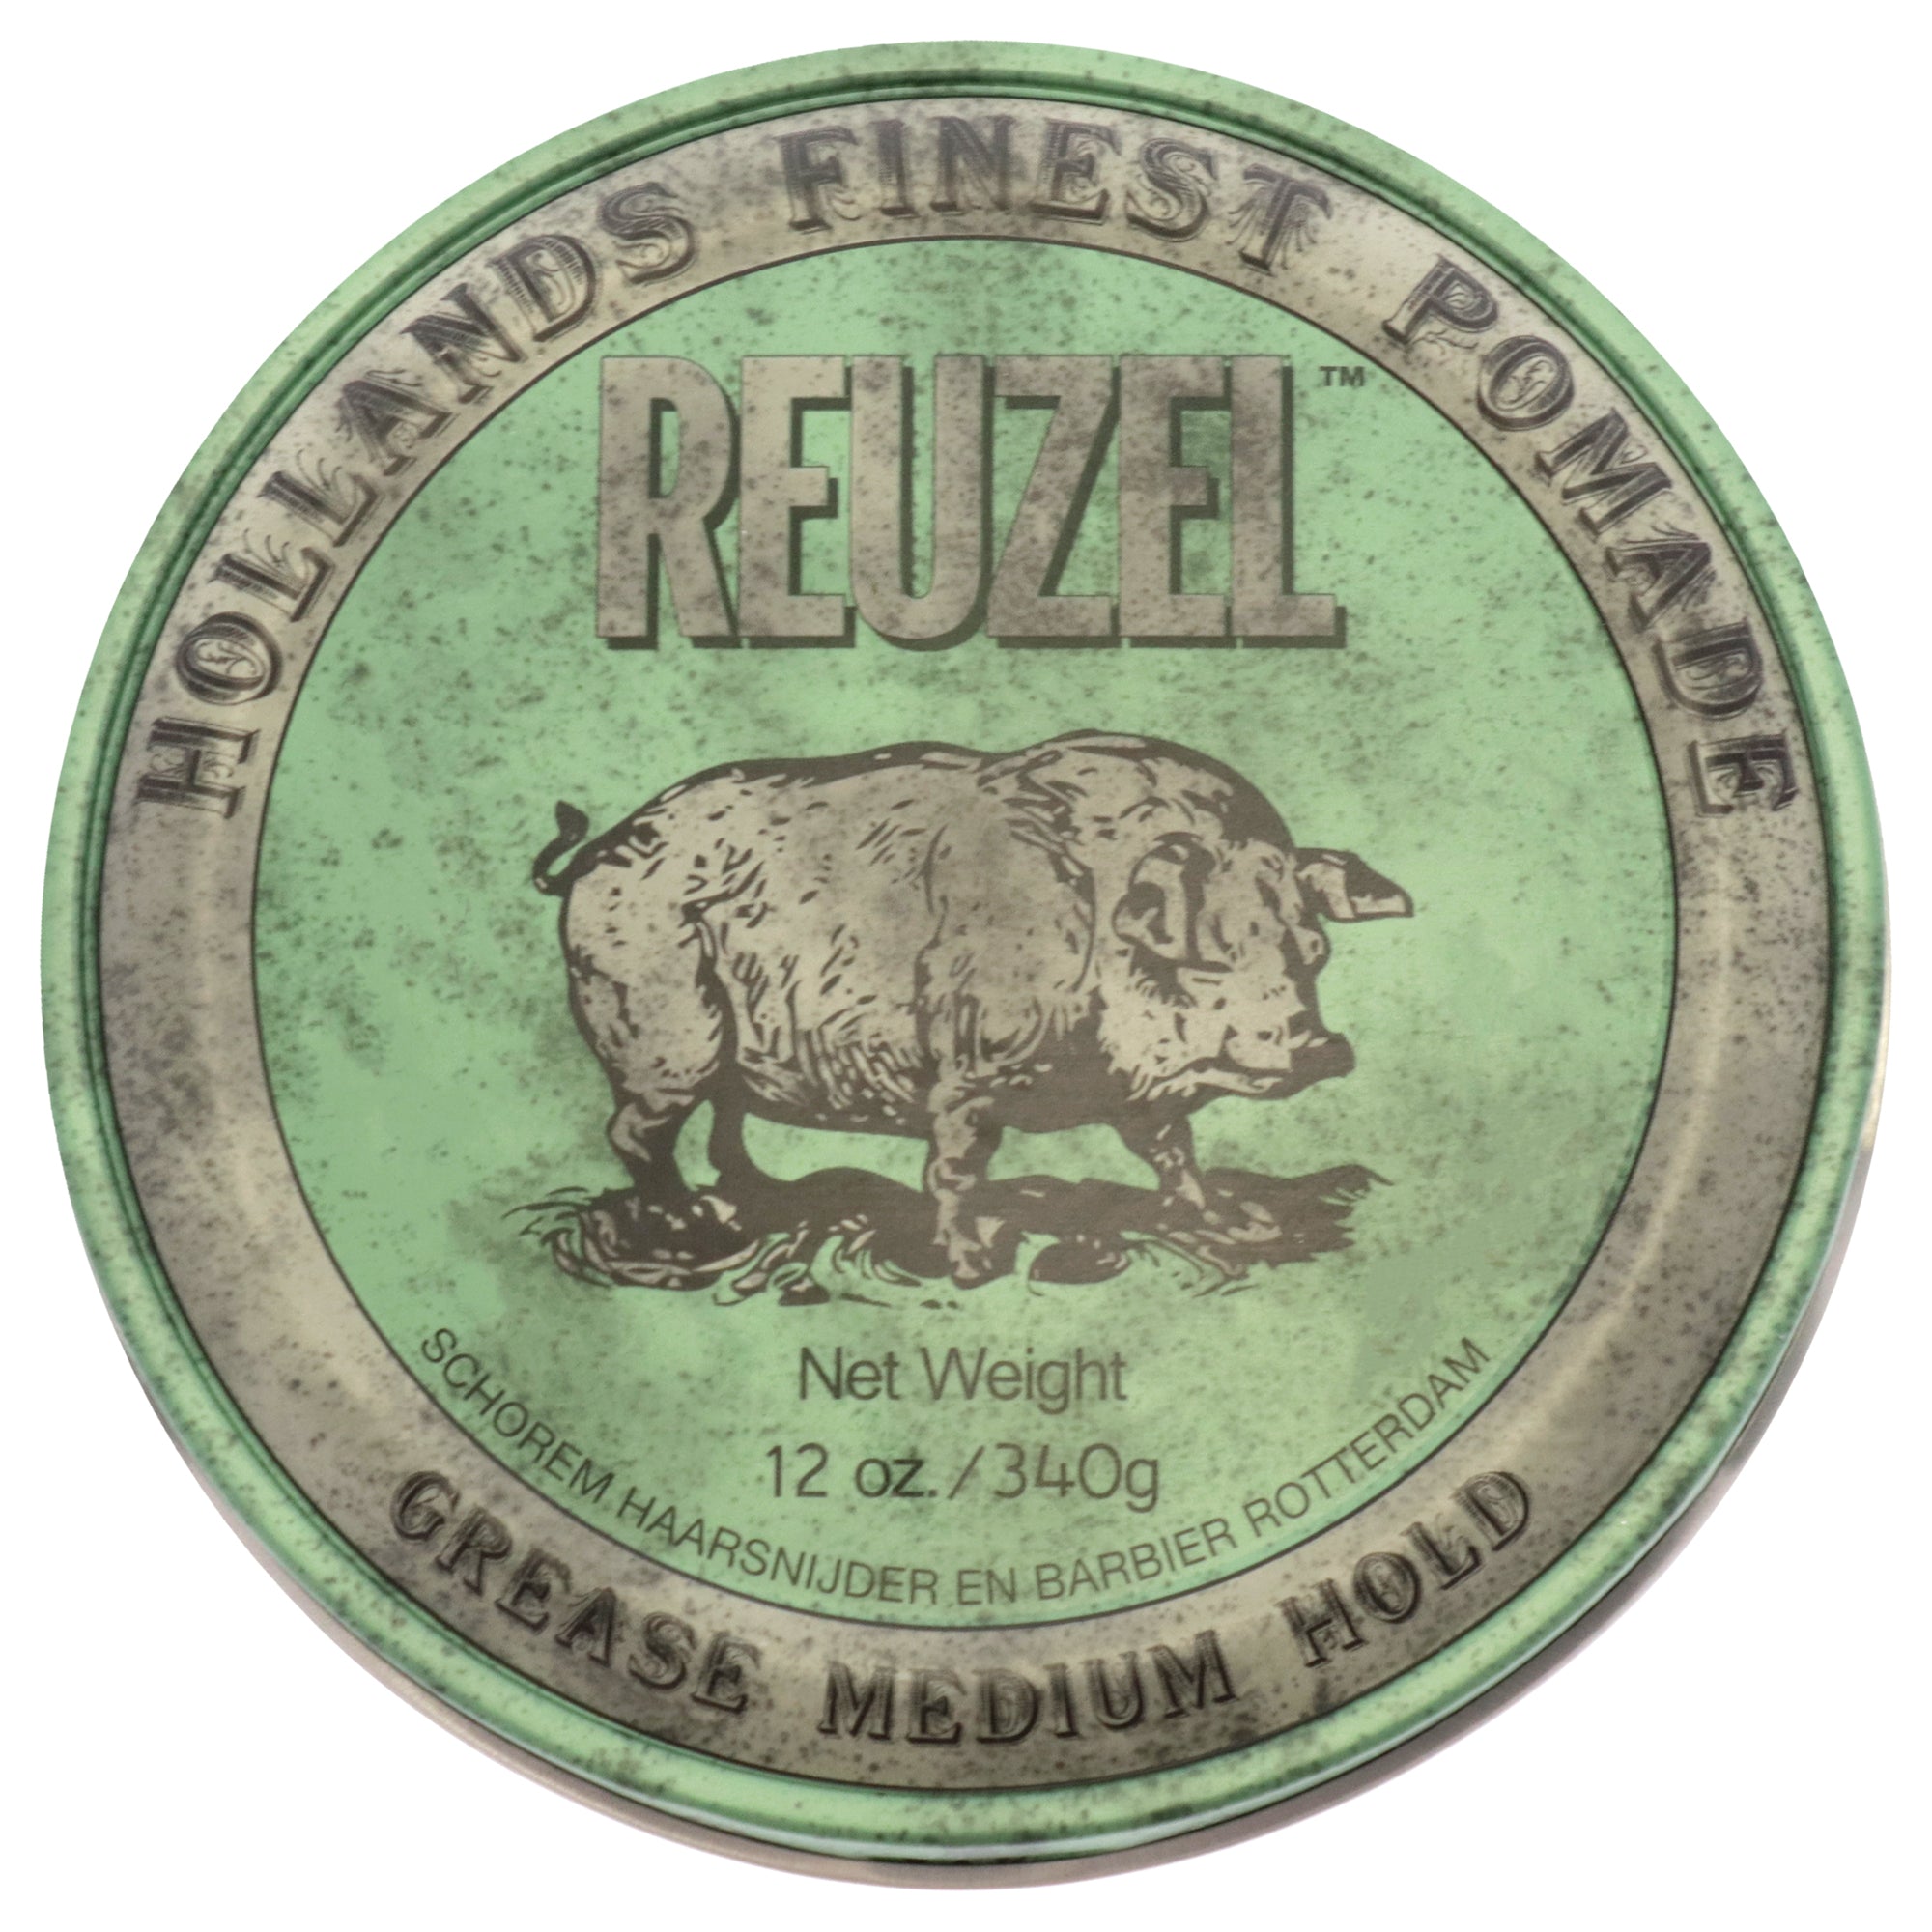 HOLLANDS FINEST POMADE
REUZEL™
Net Weight
12 oz./340g
SCHOREM HAARSNIJDER EN BARBIER ROTTERDAM
GREASE MEDIUM HOLD